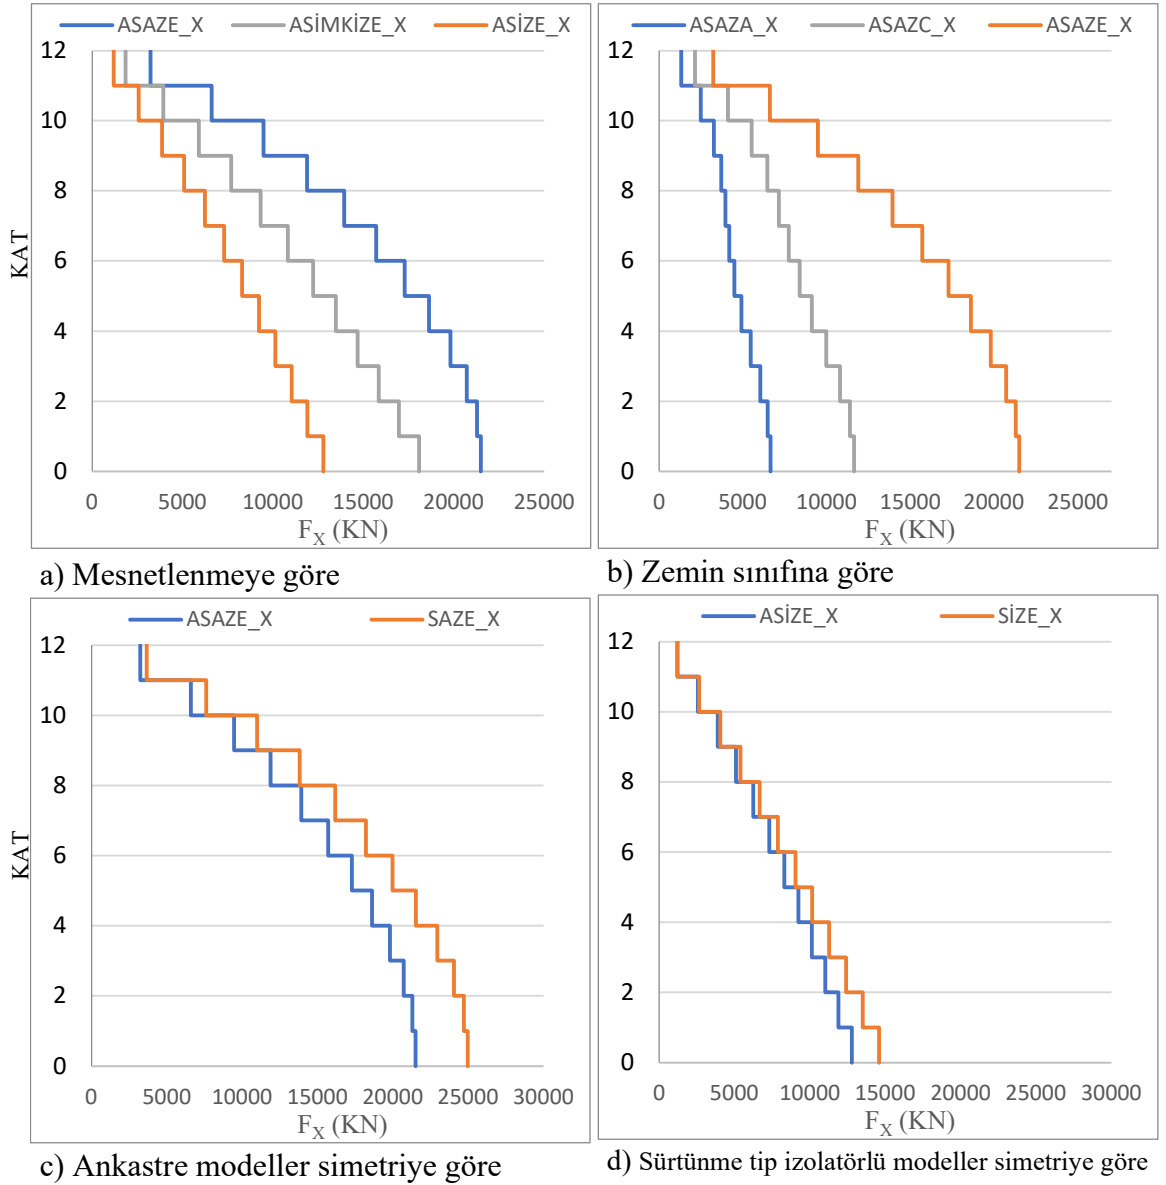 ASAZE_X ASİMKİZE_X ASİZE_X
12
10
8
6
4
2
0
KAT
0 5000 10000 15000 20000 25000
FX (KN)
a) Mesnetlenmeye göre
ASAZA_X ASAZC_X ASAZE_X
12
10
8
6
4
2
0
0 5000 10000 15000 20000 25000
FX (KN)
b) Zemin sınıfına göre
ASAZE_X SAZE_X
12
10
8
6
4
2
0
KAT
0 5000 10000 15000 20000 25000 30000
FX (KN)
c) Ankastre modeller simetriye göre
ASİZE_X SİZE_X
12
10
8
6
4
2
0
0 5000 10000 15000 20000 25000 30000
FX (KN)
d) Sürtünme tip izolatörlü modeller simetriye göre